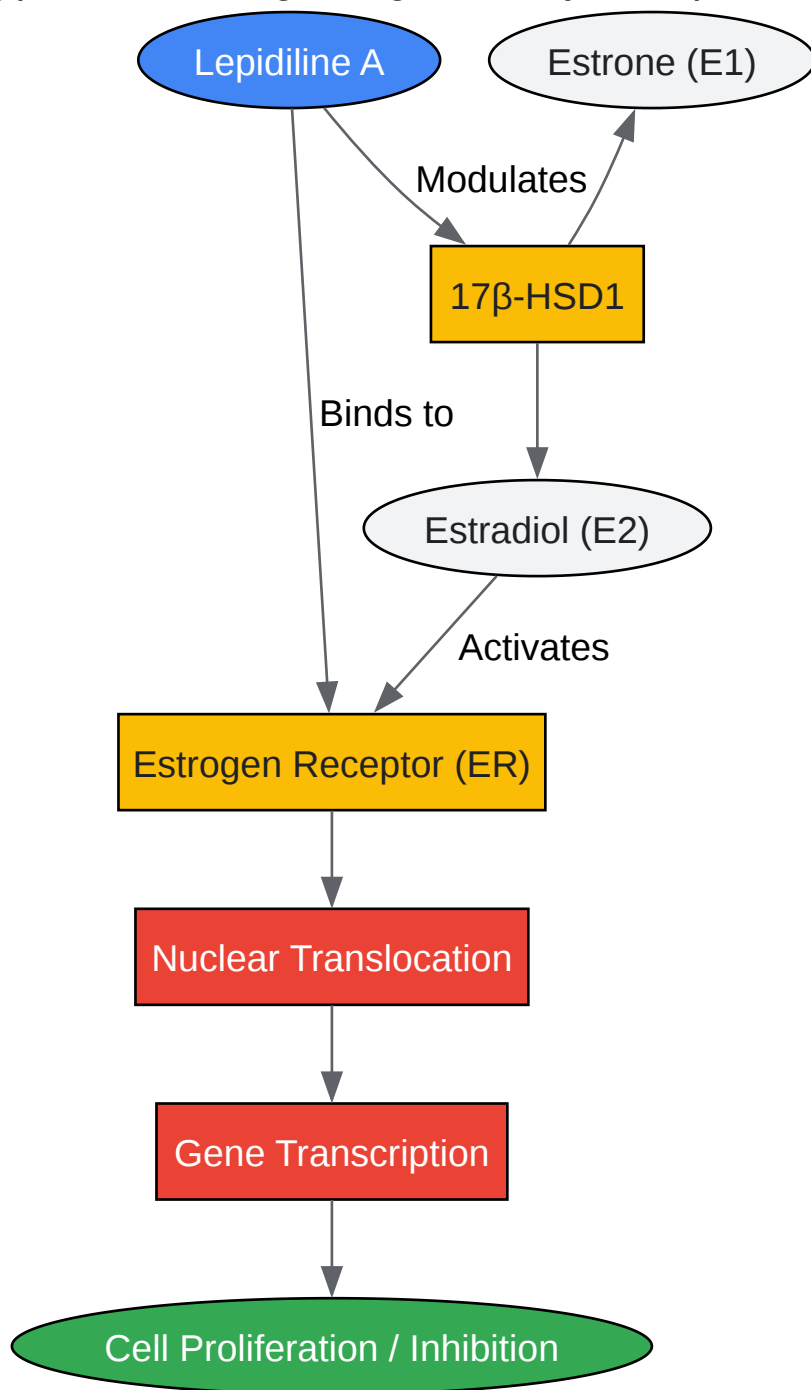 Lepidiline A
Estrone (E1)
Modulates
17β-HSD1
Binds to
Estradiol (E2)
Activates
Estrogen Receptor (ER)
Nuclear Translocation
Gene Transcription
Cell Proliferation / Inhibition